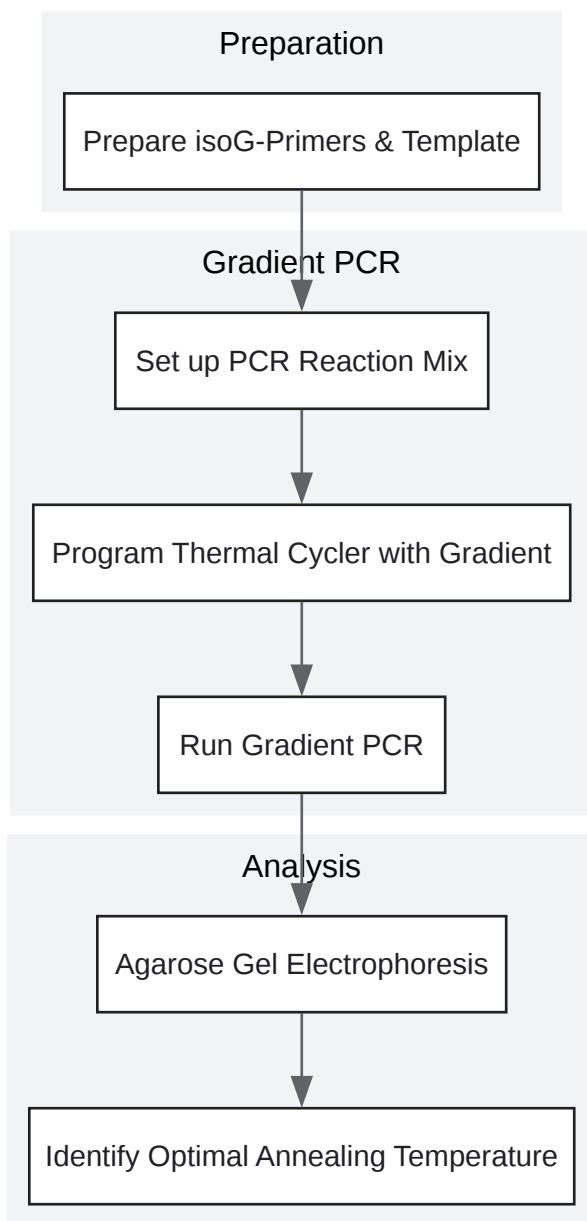 Preparation
Prepare isoG-Primers & Template
Gradient PCR
Set up PCR Reaction Mix
Program Thermal Cycler with Gradient
Run Gradient PCR
Analysis
Agarose Gel Electrophoresis
Identify Optimal Annealing Temperature